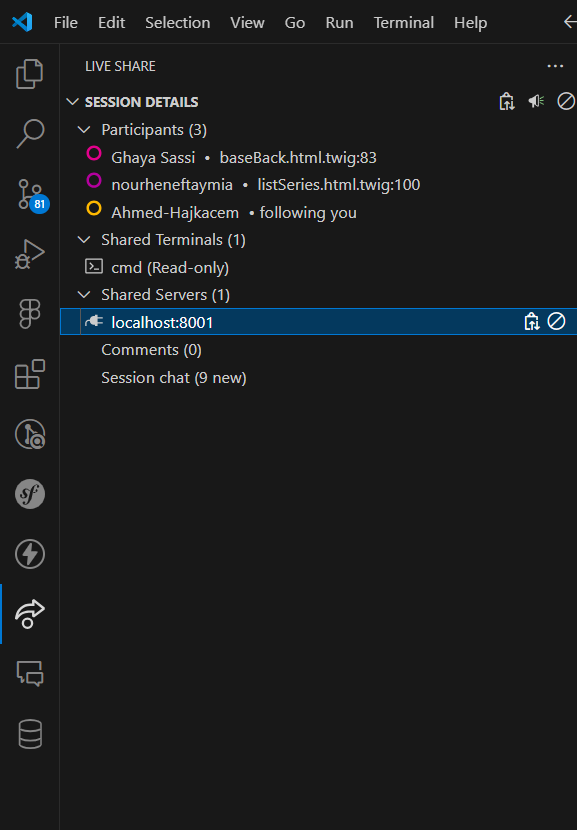 File Edit Selection View Go Run Terminal Help
LIVE SHARE
SESSION DETAILS
Participants (3)
Ghaya Sassi • baseBack.html.twig:83
nourheneftaymia • listSeries.html.twig:100
Ahmed-Hajkacem • following you
Shared Terminals (1)
cmd (Read-only)
Shared Servers (1)
localhost:8001
Comments (0)
Session chat (9 new)
81
sf